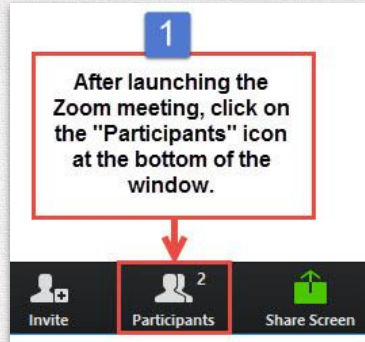 1
After launching the
Zoom meeting, click on
the "Participants" icon
at the bottom of the
window.
2
Invite
Participants
Share Screen